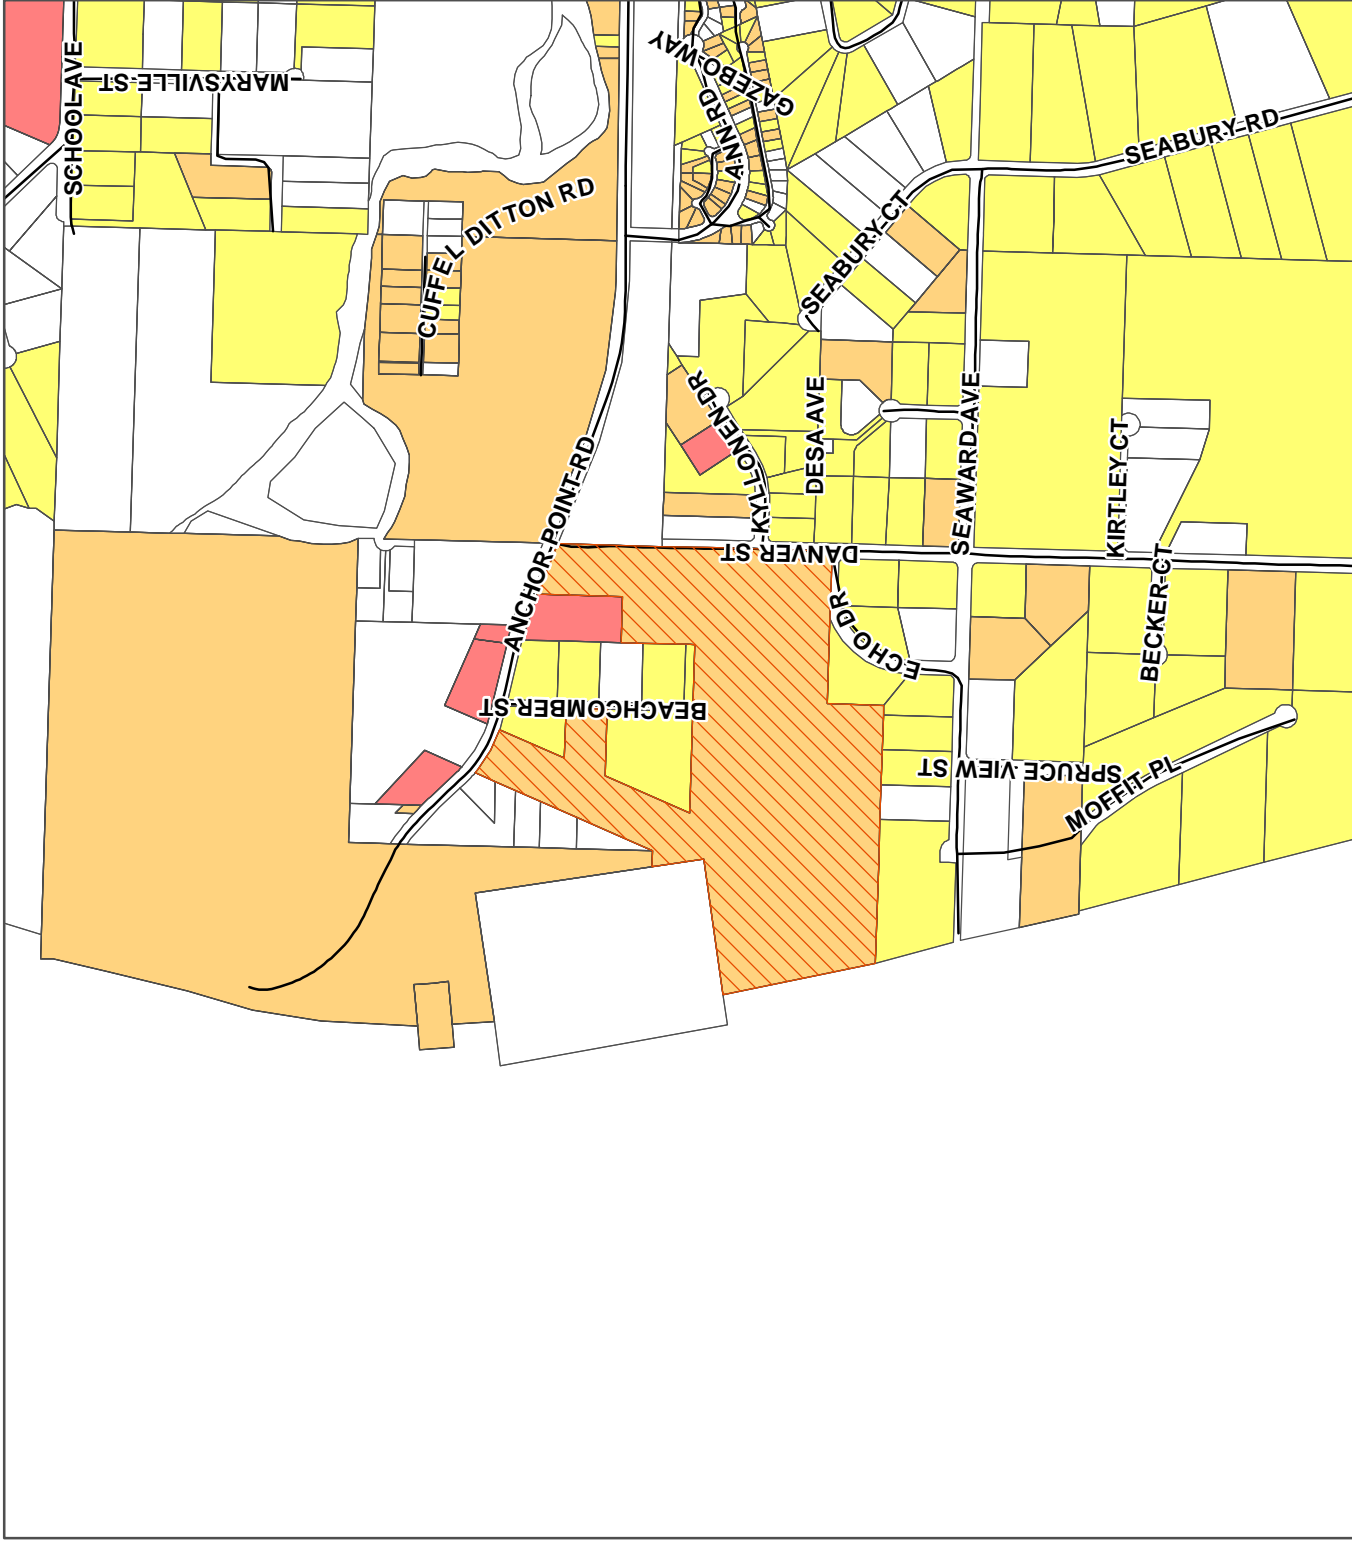 SCHOOL AVE
MARYSVILLE ST
GAZEBO WAY
ANN RD
SEABURY RD
CUFFEL DITTON RD
SEABURY CT
KYLLONEN DR
DESA AVE
SEAWARD AVE
KIRTLEY CT
ANCHOR POINT RD
DANVER ST
BECKER CT
ECHO DR
BEACHCOMBER ST
SPRUCE VIEW ST
MOFFIT PL